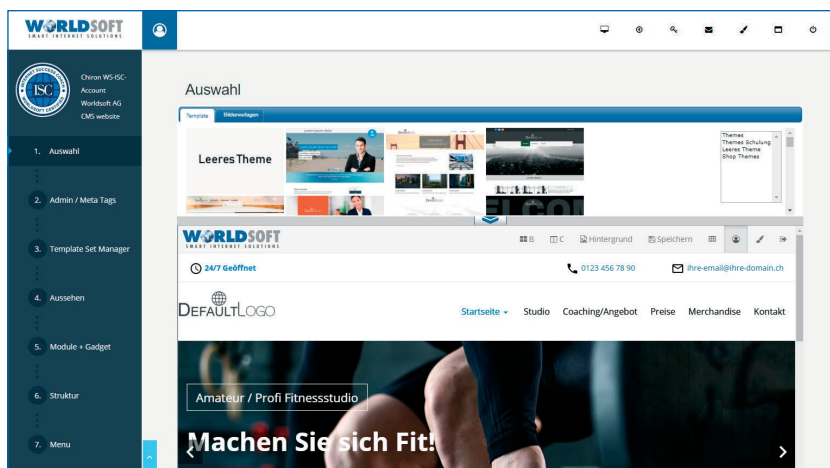 WORLDSOFT
SMART INTERNET SOLUTIONS
ISC
Chiron WS-ISC-
Account
Worldsoft AG
CMS website
1. Auswahl
2. Admin / Meta Tags
3. Template Set Manager
4. Aussehen
5. Module + Gadget
6. Struktur
7. Menu
Auswahl
Template
Bildervorlagen
Leeres Theme
Themes
Themes Schulung
Leeres Theme
Shop Themes
WORLDSOFT
SMART INTERNET SOLUTIONS
B
C
Hintergrund
Speichern
24/7 Geöffnet
0123 456 78 90
ihre-email@ihre-domain.ch
DEFAULTLOGO
Startseite
Studio
Coaching/Angebot
Preise
Merchandise
Kontakt
Amateur / Profi Fitnessstudio
Machen Sie sich Fit!